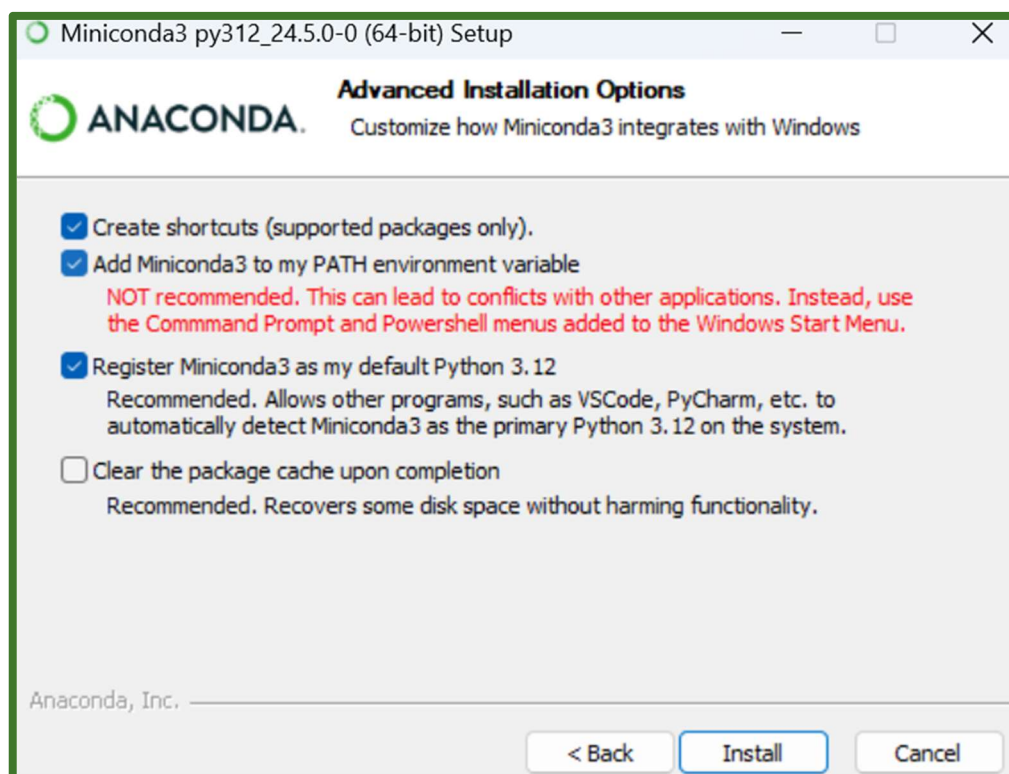 Miniconda3 py312_24.5.0-0 (64-bit) Setup
ANACONDA.
Advanced Installation Options
Customize how Miniconda3 integrates with Windows
Create shortcuts (supported packages only).
Add Miniconda3 to my PATH environment variable
NOT recommended. This can lead to conflicts with other applications. Instead, use
the Commmand Prompt and Powershell menus added to the Windows Start Menu.
Register Miniconda3 as my default Python 3.12
Recommended. Allows other programs, such as VSCode, PyCharm, etc. to
automatically detect Miniconda3 as the primary Python 3.12 on the system.
Clear the package cache upon completion
Recommended. Recovers some disk space without harming functionality.
Anaconda, Inc.
< Back Install Cancel